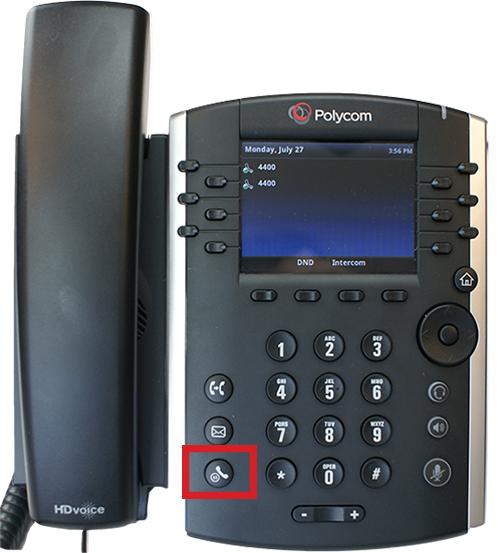 Polycom
Monday, July 27 3:56 PM
4400
4400
DND Intercom
1 ABC 2 DEF 3
GHI 4 JKL 5 MNO 6
PQRS 7 TUV 8 WXYZ 9
* OPER 0 #
- +
HDvoice